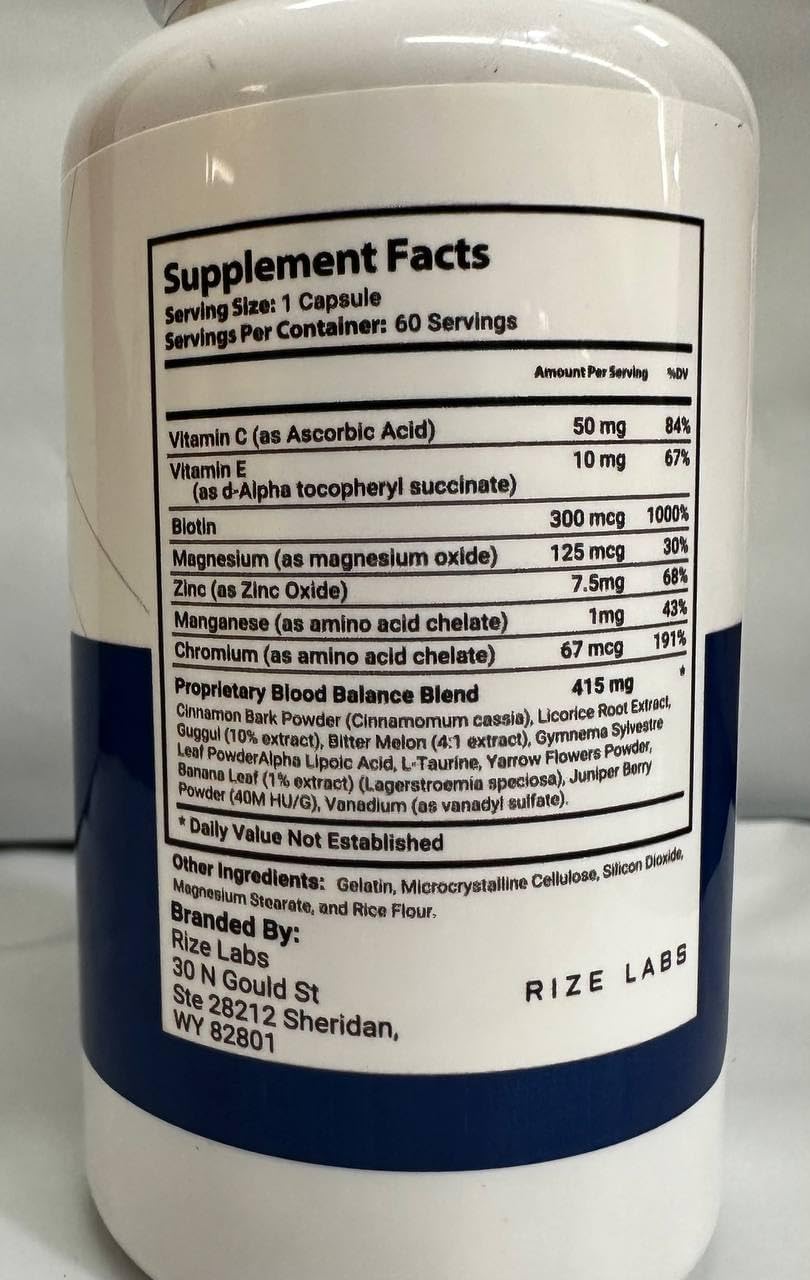 Supplement Facts
Serving Size: 1 Capsule
Servings Per Container: 60 Servings
Amount Per Serving %DV
Vitamin C (as Ascorbic Acid) 50 mg 84%
Vitamin E 10 mg 67%
(as d-Alpha tocopheryl succinate)
Biotin 300 mcg 1000%
Magnesium (as magnesium oxide) 125 mcg 30%
Zinc (as Zinc Oxide) 7.5mg 68%
Manganese (as amino acid chelate) 1mg 43%
Chromium (as amino acid chelate) 67 mcg 191%
Proprietary Blood Balance Blend 415 mg *
Cinnamon Bark Powder (Cinnamomum cassia), Licorice Root Extract,
Guggul (10% extract), Bitter Melon (4:1 extract), Gymnema Sylvestre
Leaf PowderAlpha Lipoic Acid, L-Taurine, Yarrow Flowers Powder,
Banana Leaf (1% extract) (Lagerstroemia speciosa), Juniper Berry
Powder (40M HU/G), Vanadium (as vanadyl sulfate).
* Daily Value Not Established
Other Ingredients: Gelatin, Microcrystalline Cellulose, Silicon Dioxide,
Magnesium Stearate, and Rice Flour.
Branded By:
Rize Labs
30 N Gould St
Ste 28212 Sheridan,
WY 82801
RIZE LABS